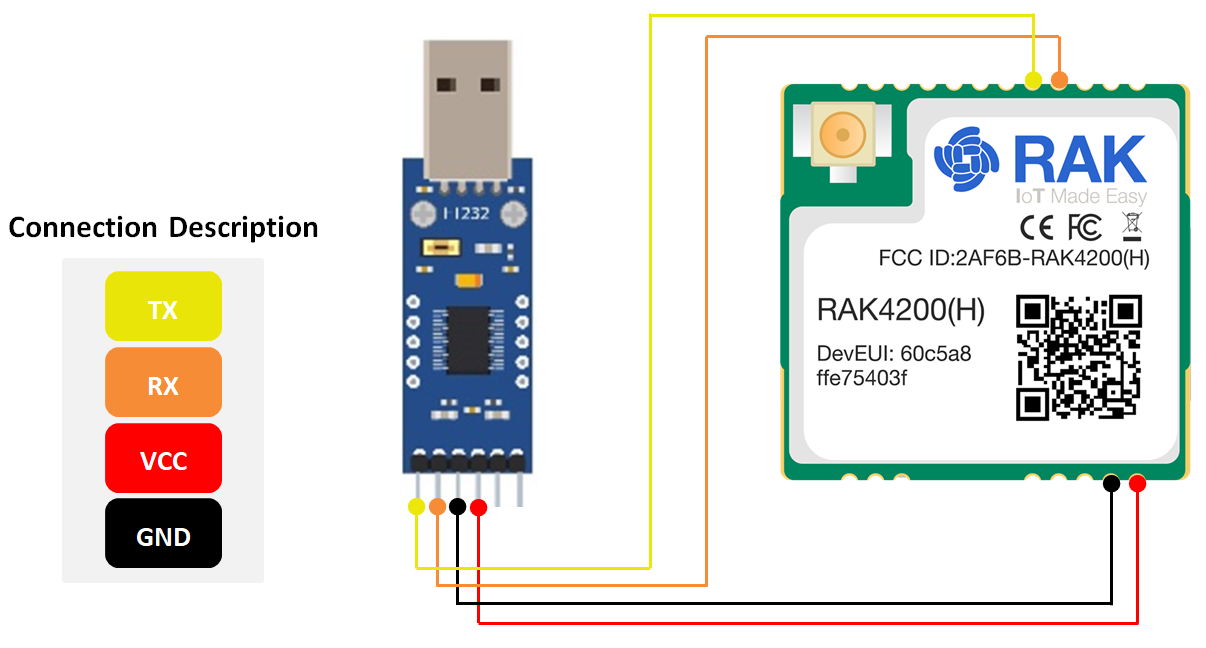 Connection Description
TX
RX
VCC
GND
RAK
IoT Made Easy
CE FC
FCC ID:2AF6B-RAK4200(H)
RAK4200(H)
DevEUI: 60c5a8
ffe75403f